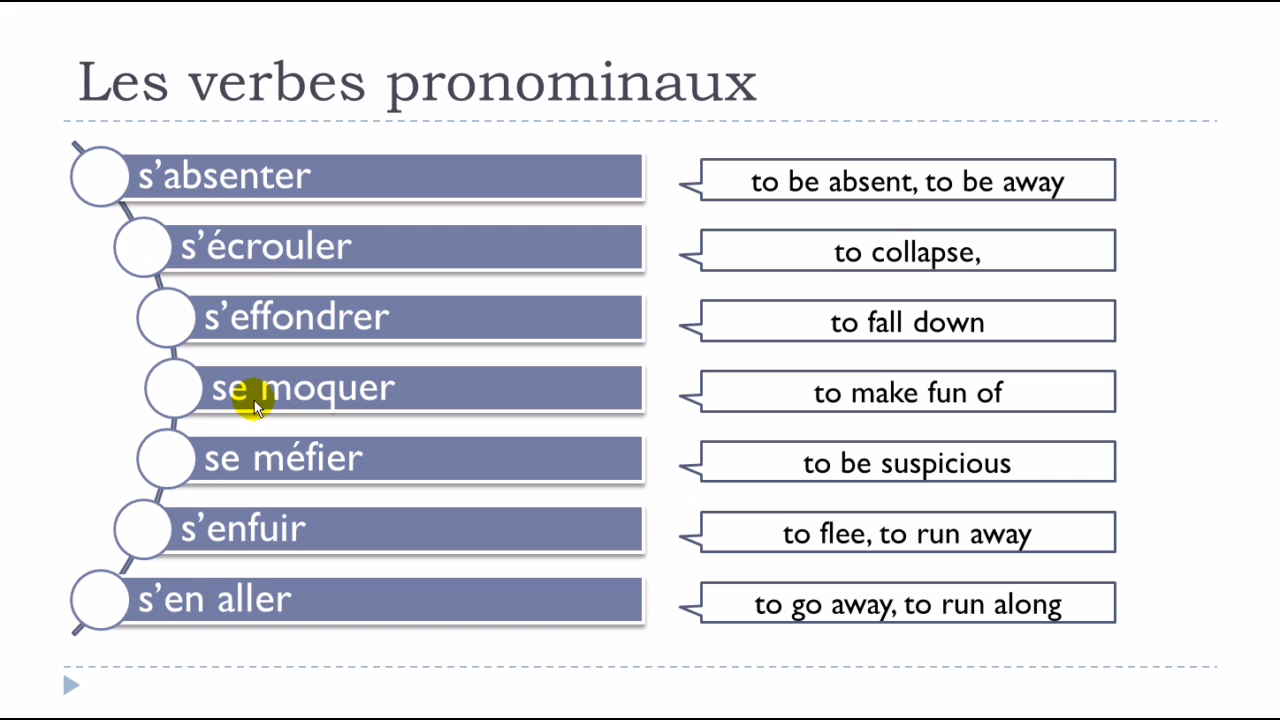 Les verbes pronominaux
s’absenter
to be absent, to be away
s’écrouler
to collapse,
s’effondrer
to fall down
se moquer
to make fun of
se méfier
to be suspicious
s’enfuir
to flee, to run away
s’en aller
to go away, to run along